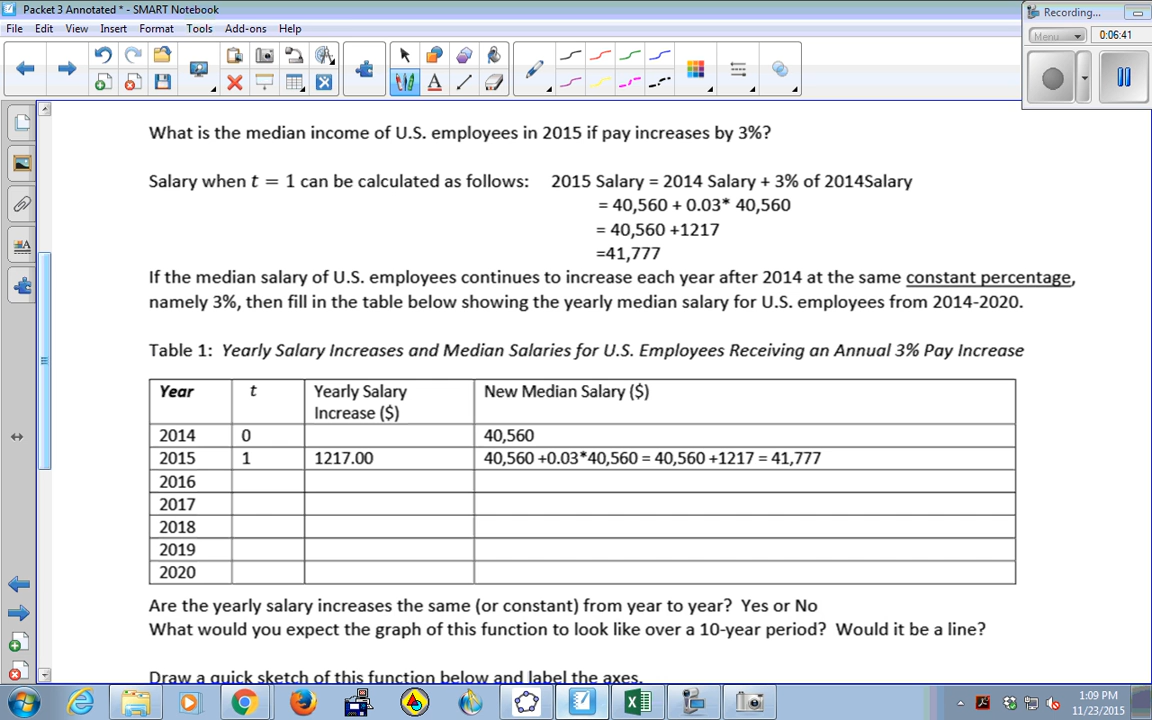 Packet 3 Annotated * - SMART Notebook
Recording...
File Edit View Insert Format Tools Add-ons Help
Menu
0:06:41
What is the median income of U.S. employees in 2015 if pay increases by 3%?
Salary when t = 1 can be calculated as follows: 2015 Salary = 2014 Salary + 3% of 2014Salary
= 40,560 + 0.03* 40,560
= 40,560 +1217
=41,777
If the median salary of U.S. employees continues to increase each year after 2014 at the same constant percentage,
namely 3%, then fill in the table below showing the yearly median salary for U.S. employees from 2014-2020.
Table 1: Yearly Salary Increases and Median Salaries for U.S. Employees Receiving an Annual 3% Pay Increase
Year t Yearly Salary New Median Salary ($)
Increase ($)
2014 0 40,560
2015 1 1217.00 40,560 +0.03*40,560 = 40,560 +1217 = 41,777
2016
2017
2018
2019
2020
Are the yearly salary increases the same (or constant) from year to year? Yes or No
What would you expect the graph of this function to look like over a 10-year period? Would it be a line?
Draw a quick sketch of this function below and label the axes.
1:09 PM
11/23/2015